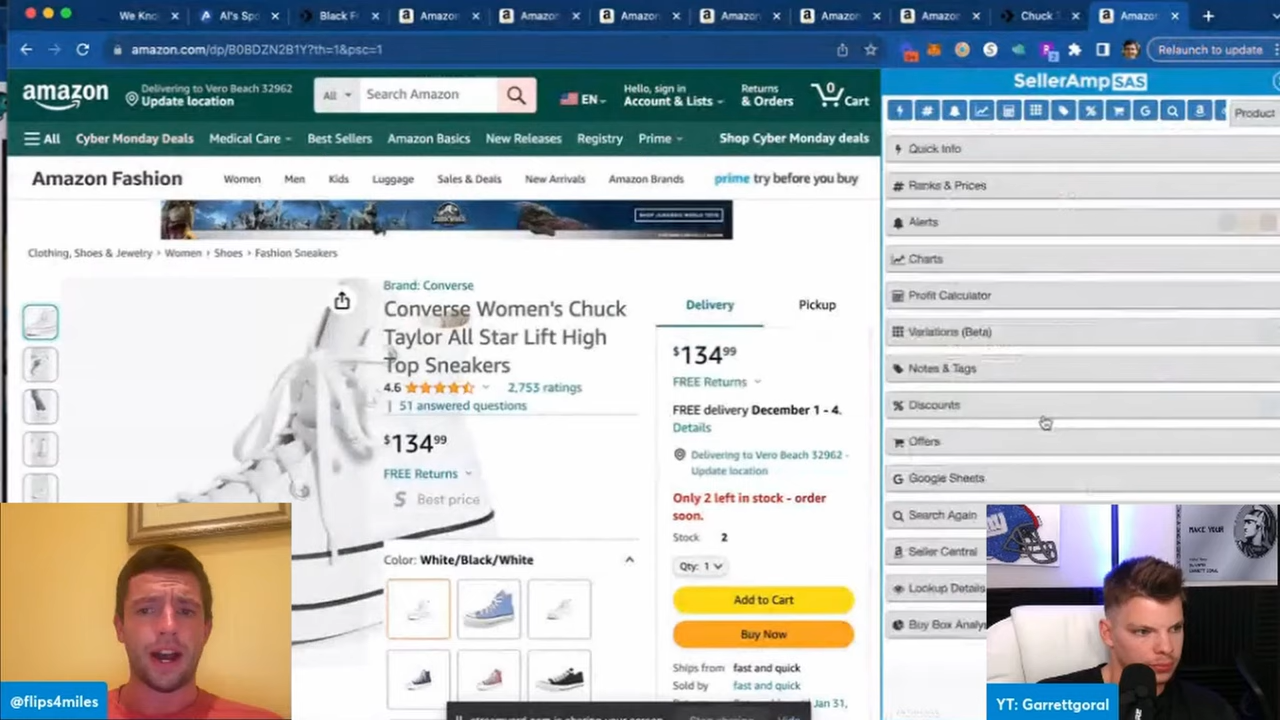 We Kno
AI's Spo
Black F
Amazon
Amazon
Amazon
Amazon
Amazon
Amazon
Chuck
Amazon
amazon.com/dp/B08DZN2B1Y?th=1&psc=1
Relaunch to update
amazon
Delivering to Vero Beach 32962
Update location
All
Search Amazon
EN
Hello, sign in
Account & Lists
Returns
& Orders
0
Cart
All
Cyber Monday Deals
Medical Care
Best Sellers
Amazon Basics
New Releases
Registry
Prime
Shop Cyber Monday deals
Amazon Fashion
Women
Men
Kids
Luggage
Sales & Deals
New Arrivals
Amazon Brands
prime try before you buy
Clothing, Shoes & Jewelry › Women › Shoes › Fashion Sneakers
Brand: Converse
Converse Women's Chuck
Taylor All Star Lift High
Top Sneakers
4.6
2,753 ratings
| 51 answered questions
$134⁹⁹
FREE Returns
Best price
Color: White/Black/White
Delivery
Pickup
$134⁹⁹
FREE Returns
FREE delivery December 1 - 4.
Details
Delivering to Vero Beach 32962 -
Update location
Only 2 left in stock - order
soon.
Stock 2
Qty: 1
Add to Cart
Buy Now
Ships from fast and quick
Sold by fast and quick
Jan 31,
SellerAmp SAS
Product
Quick Info
Ranks & Prices
Alerts
Charts
Profit Calculator
Variations (Beta)
Notes & Tags
Discounts
Offers
Google Sheets
Search Again
Seller Central
Lookup Details
Buy Box Analy
@flips4miles
MAKE YOUR
YT: Garrettgoral